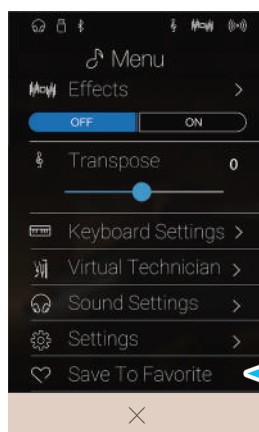 Menu
Effects
OFF ON
Transpose 0
Keyboard Settings
Virtual Technician
Sound Settings
Settings
Save To Favorite